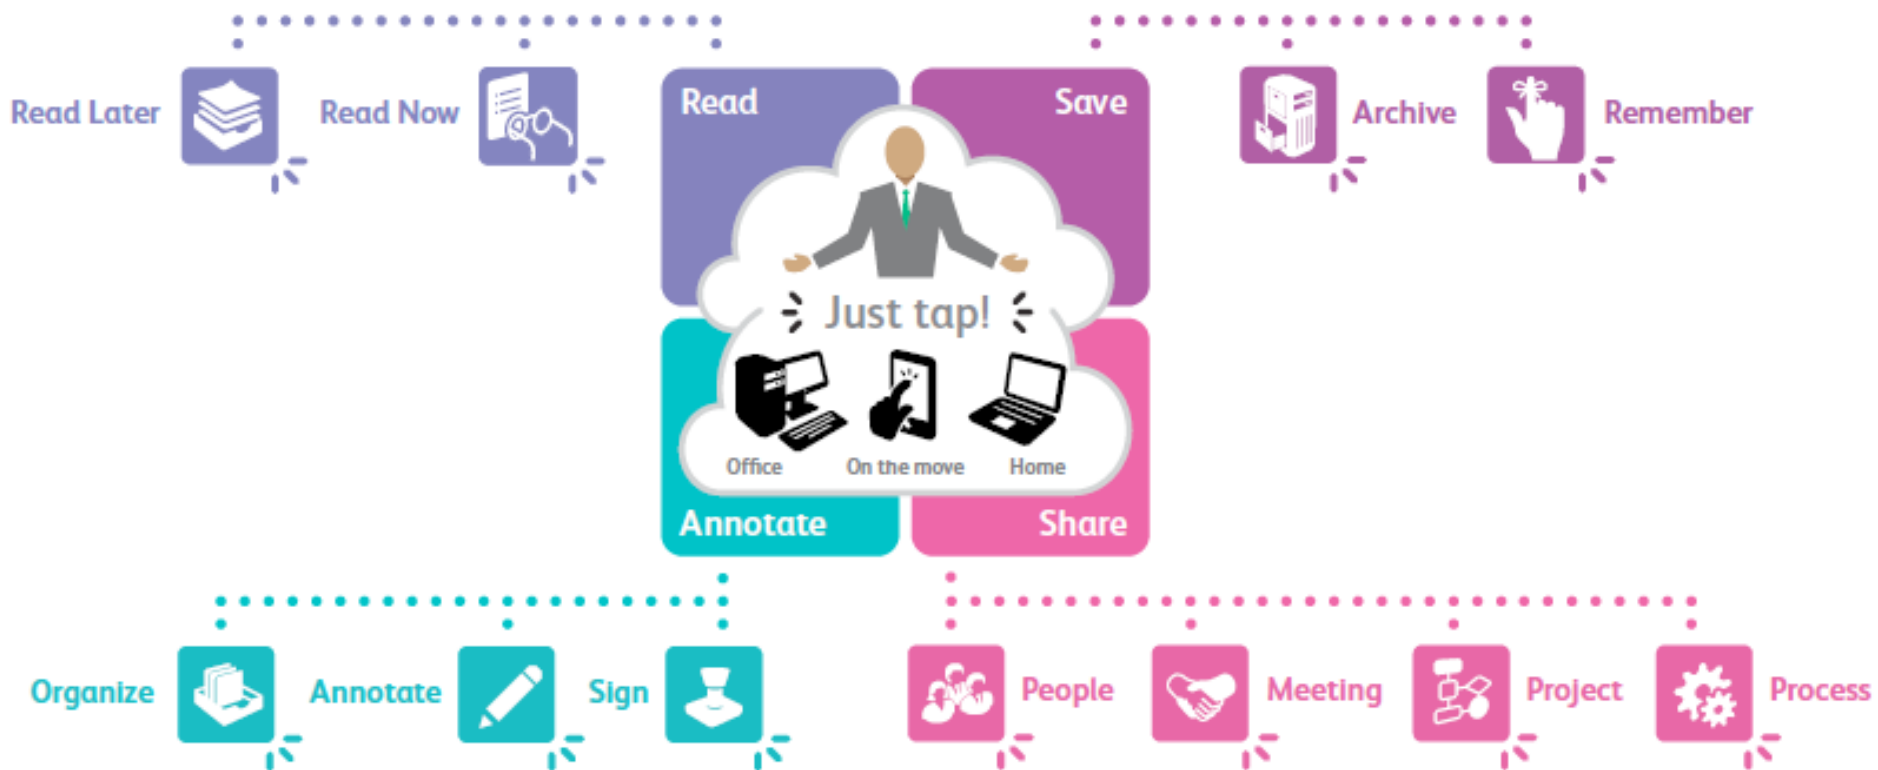 Read
Save
Read Later
Read Now
Archive
Remember
Just tap!
Office
On the move
Home
Annotate
Share
Organize
Annotate
Sign
People
Meeting
Project
Process